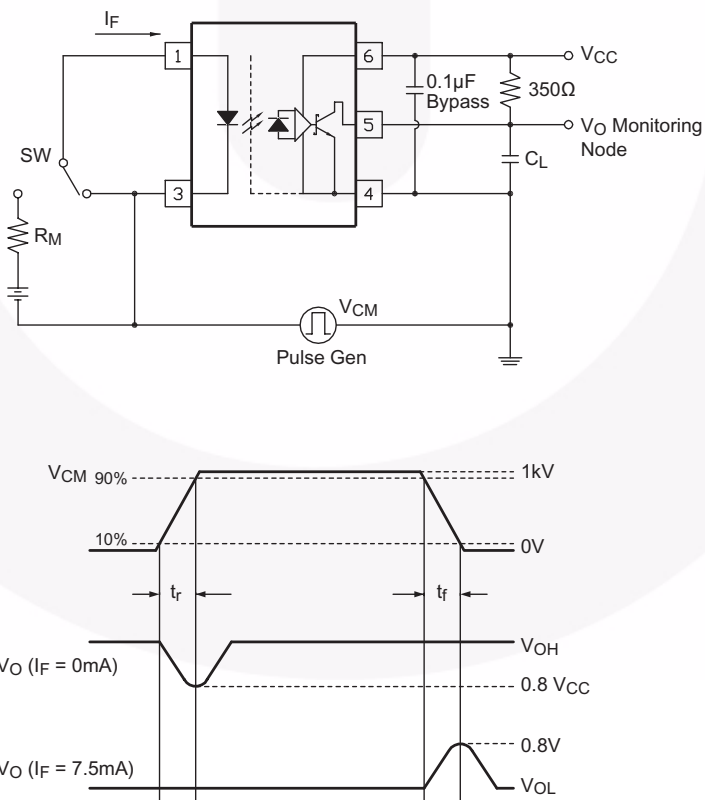 IF
1
6
VCC
0.1µF
Bypass
350Ω
5
VO Monitoring
Node
SW
CL
3
4
RM
VCM
Pulse Gen
VCM 90%
1kV
10%
0V
tr
tf
VOH
VO (IF = 0mA)
0.8 VCC
0.8V
VO (IF = 7.5mA)
VOL